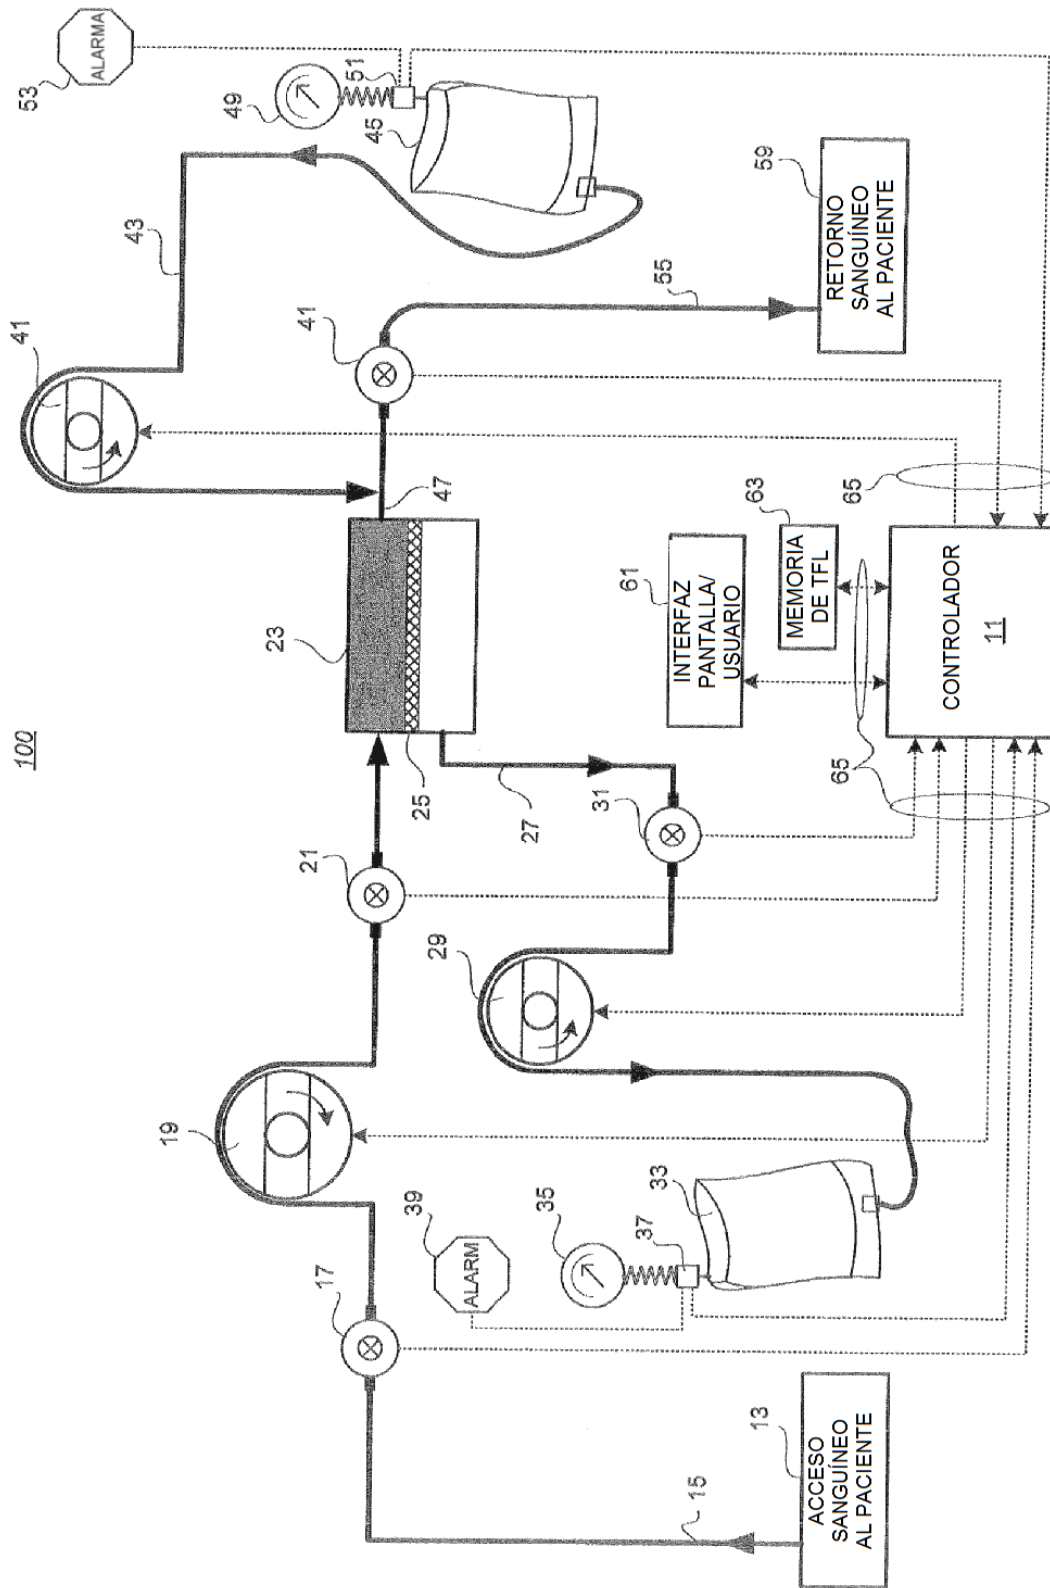 100
53
ALARMA
49
51
45
43
41
41
55
47
59
RETORNO
SANGUÍNEO
AL PACIENTE
23
25
27
21
31
29
19
17
39
ALARM
35
37
33
15
13
ACCESO
SANGUÍNEO
AL PACIENTE
61
INTERFAZ
PANTALLA/
USUARIO
63
MEMORIA
DE TFL
65
65
CONTROLADOR
11